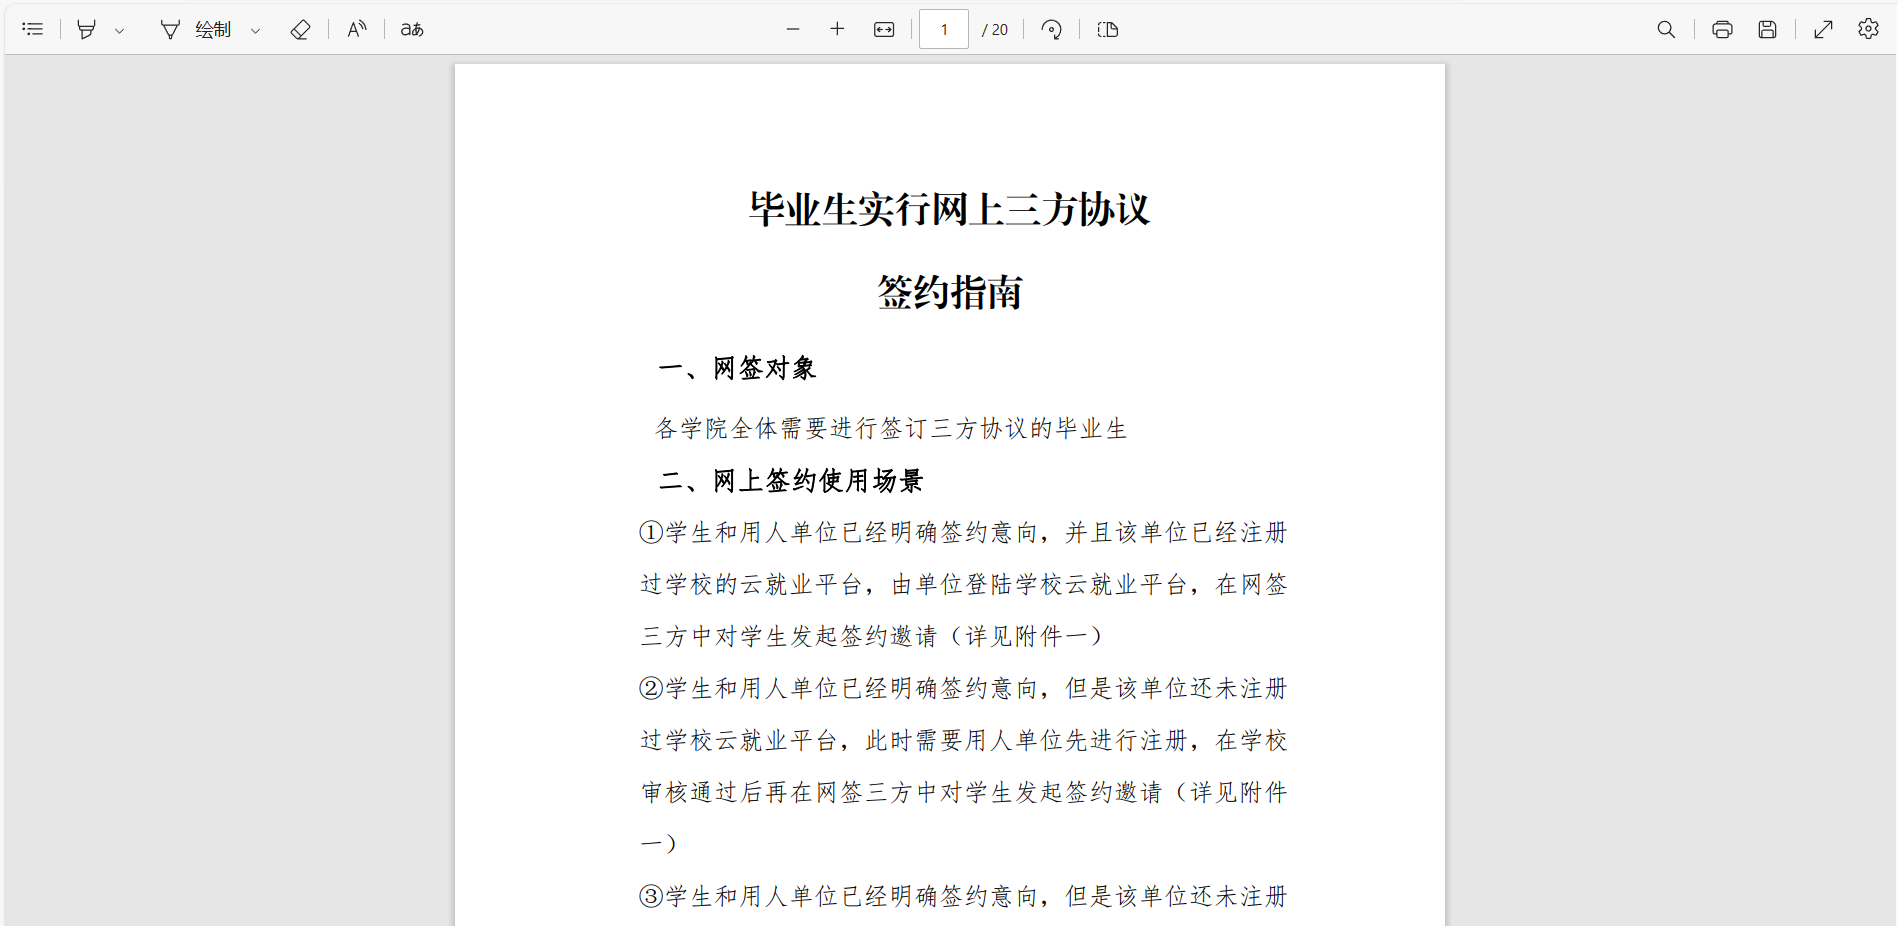 绘制
aあ
1
/ 20
毕业生实行网上三方协议
签约指南
一、网签对象
各学院全体需要进行签订三方协议的毕业生
二、网上签约使用场景
①学生和用人单位已经明确签约意向，并且该单位已经注册
过学校的云就业平台，由单位登陆学校云就业平台，在网签
三方中对学生发起签约邀请（详见附件一）
②学生和用人单位已经明确签约意向，但是该单位还未注册
过学校云就业平台，此时需要用人单位先进行注册，在学校
审核通过后再在网签三方中对学生发起签约邀请（详见附件
一）
③学生和用人单位已经明确签约意向，但是该单位还未注册